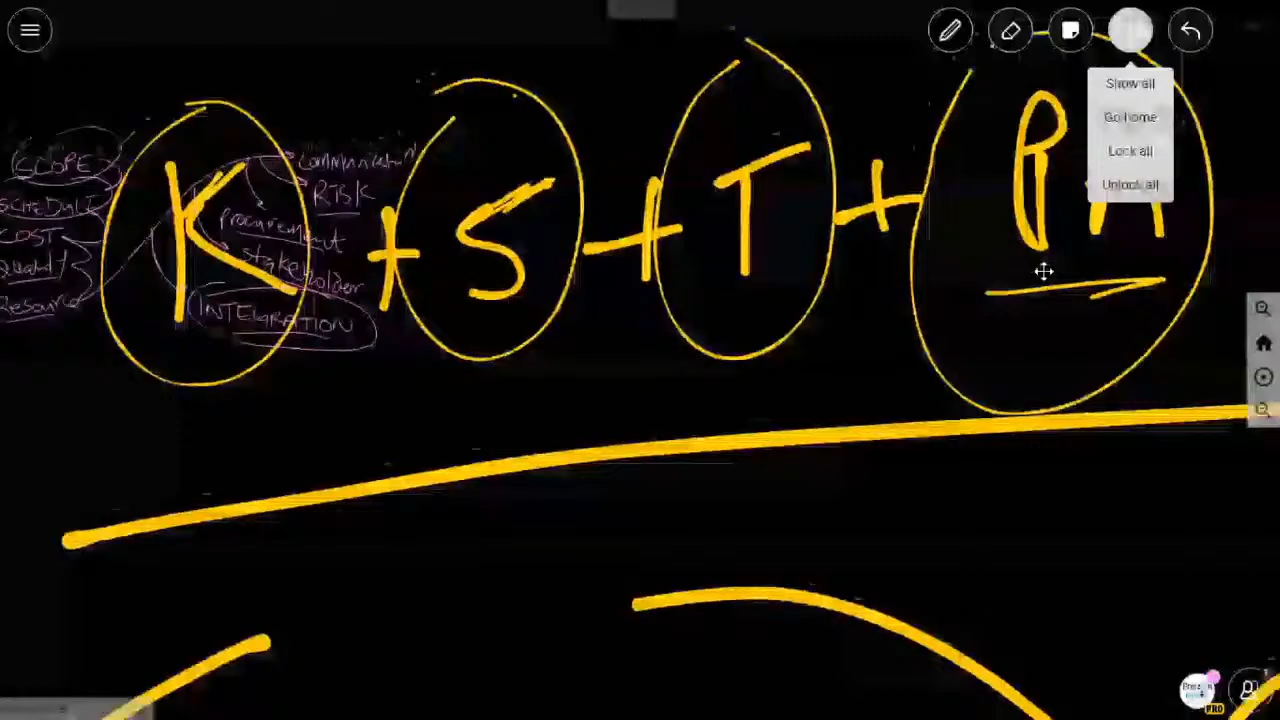 Show all
Go home
Lock all
Unlock all
K + S + T + PA
SCOPE
SCHEDULE
COST
Quality
Resource
communication
RISK
procurement
stakeholder
INTEGRATION
PRO